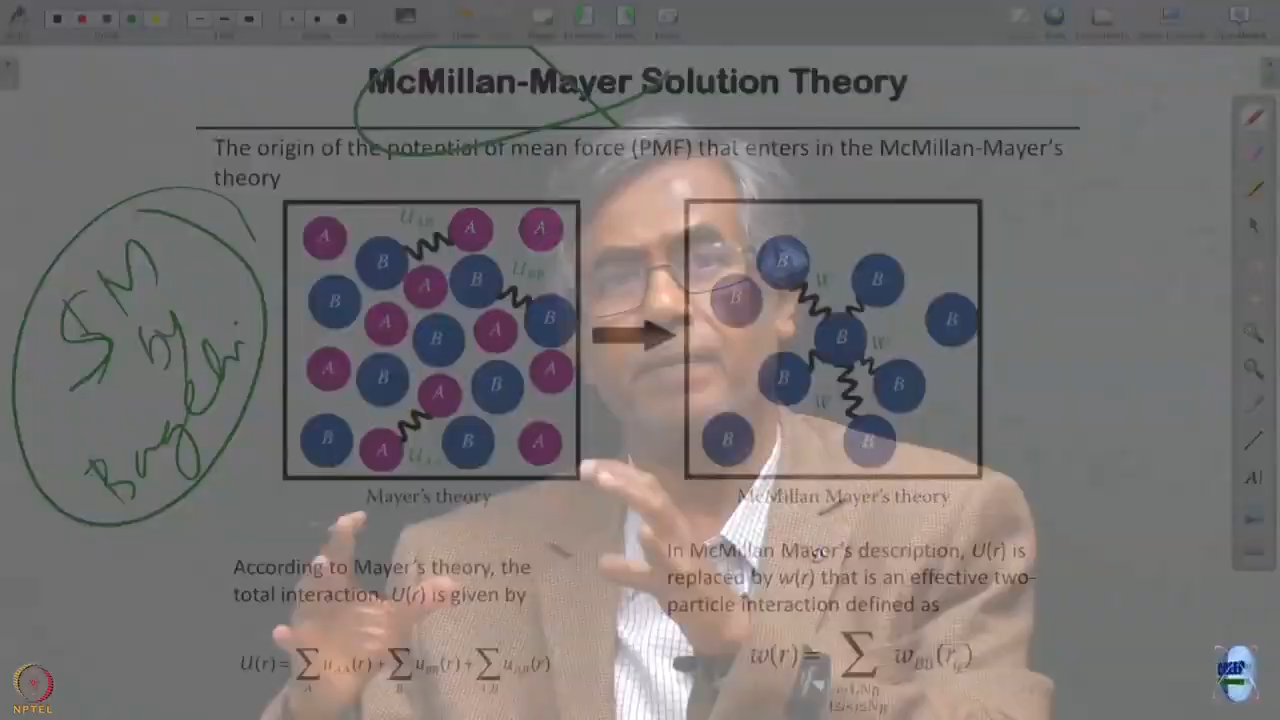 McMillan-Mayer Solution Theory
The origin of the potential of mean force (PMF) that enters in the McMillan-Mayer's
theory
SM
by
Bagchi
A A A
B B B
A
B
A A B
B
A B B A
A
B A B A
B B
B
B
B
B B
B B
Mayer's theory
McMillan Mayer's theory
According to Mayer's theory, the
total interaction, U(r) is given by
In McMillan Mayer's description, U(r) is
replaced by w(r) that is an effective two-
particle interaction defined as
NPTEL